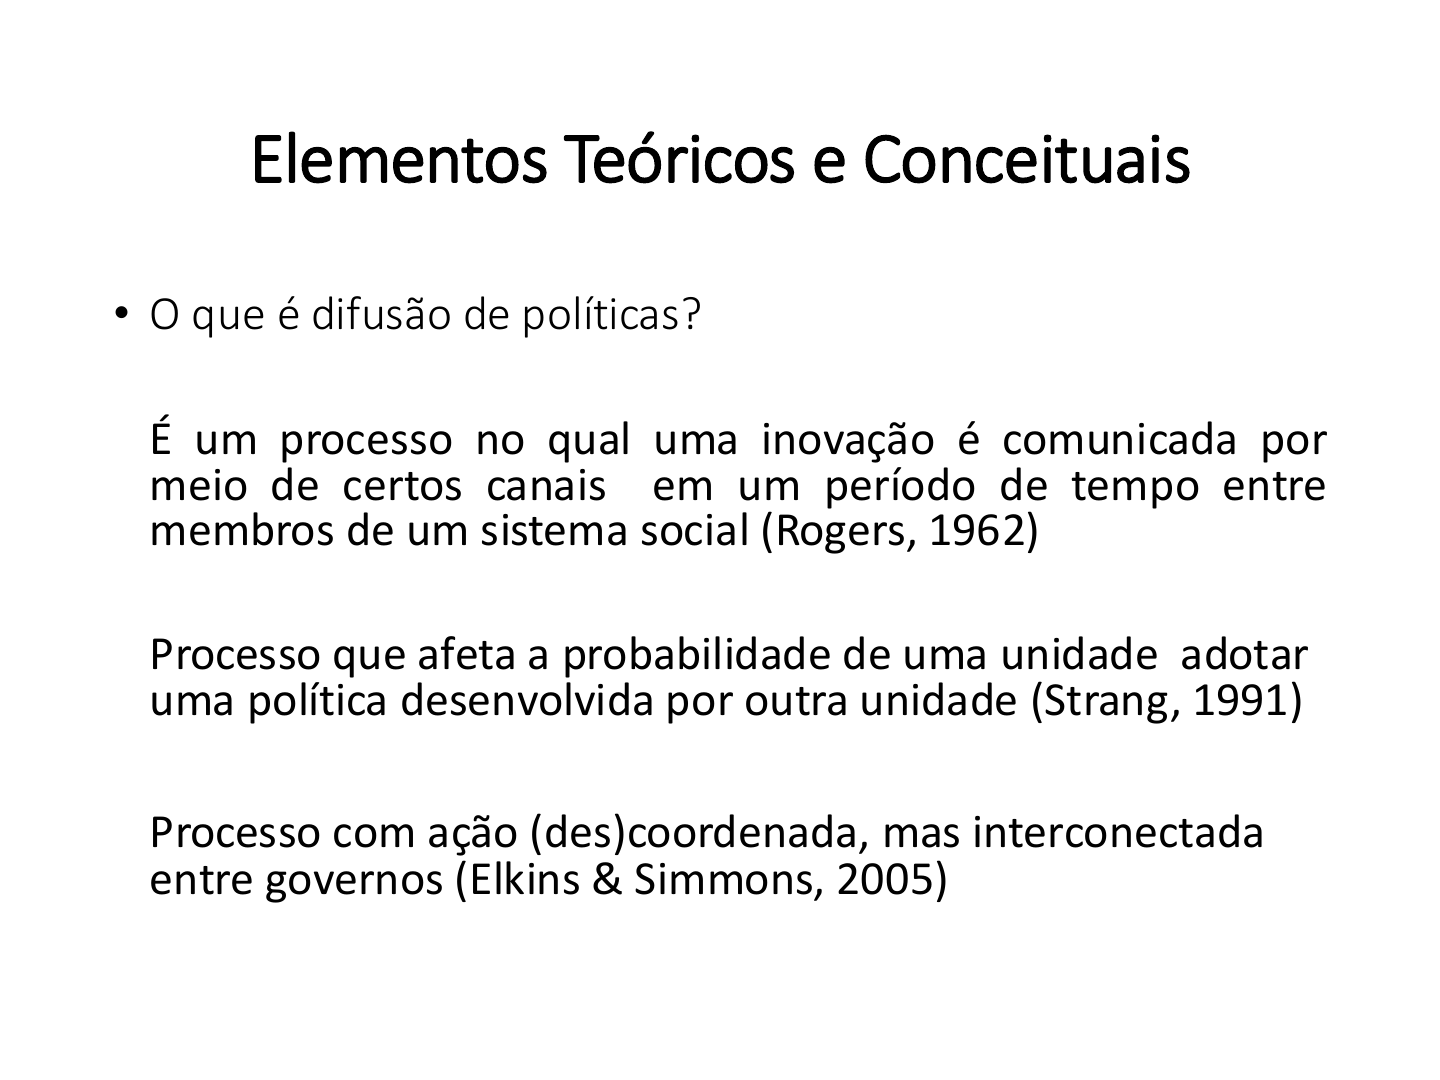 Elementos Teóricos e Conceituais
• O que é difusão de políticas?
É um processo no qual uma inovação é comunicada por
meio de certos canais em um período de tempo entre
membros de um sistema social (Rogers, 1962)
Processo que afeta a probabilidade de uma unidade adotar
uma política desenvolvida por outra unidade (Strang, 1991)
Processo com ação (des)coordenada, mas interconectada
entre governos (Elkins & Simmons, 2005)